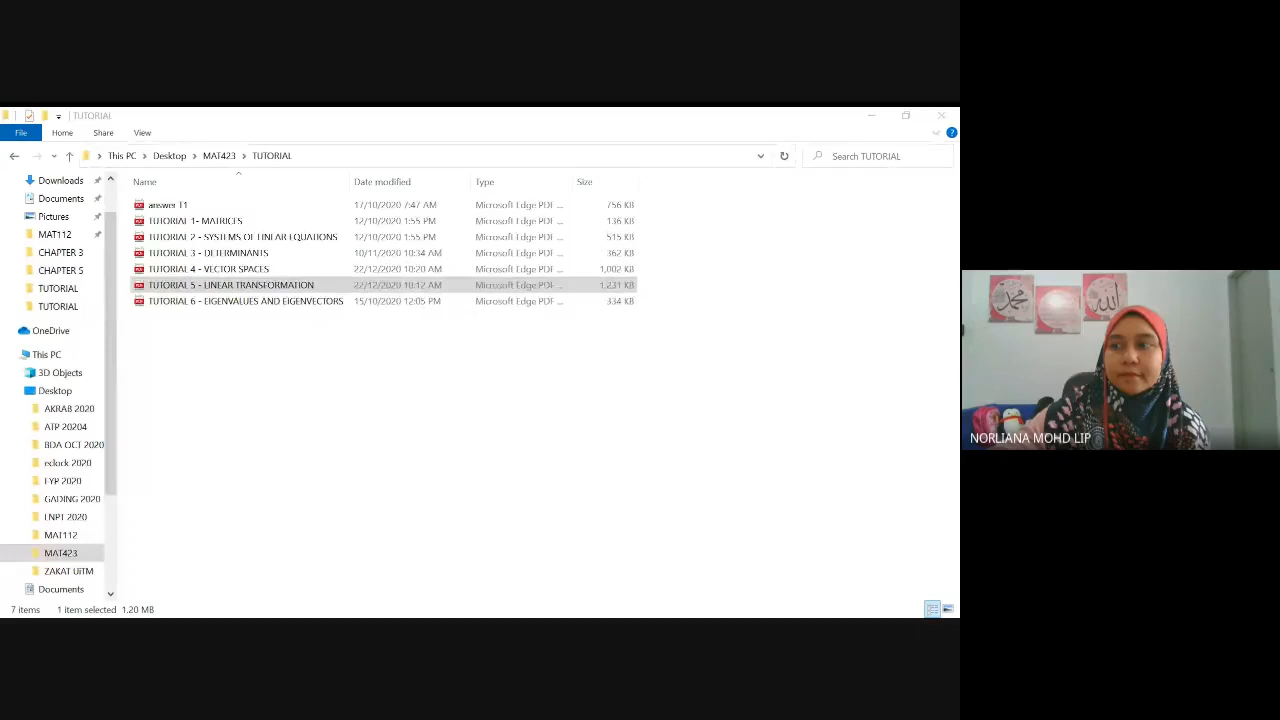 TUTORIAL
File Home Share View
This PC Desktop MAT423 TUTORIAL Search TUTORIAL
Name Date modified Type Size
answer T1 17/10/2020 7:47 AM Microsoft Edge PDF ... 756 KB
TUTORIAL 1- MATRICES 12/10/2020 1:55 PM Microsoft Edge PDF ... 136 KB
TUTORIAL 2 - SYSTEMS OF LINEAR EQUATIONS 12/10/2020 1:55 PM Microsoft Edge PDF ... 515 KB
TUTORIAL 3 - DETERMINANTS 10/11/2020 10:34 AM Microsoft Edge PDF ... 362 KB
TUTORIAL 4 - VECTOR SPACES 22/12/2020 10:20 AM Microsoft Edge PDF ... 1,002 KB
TUTORIAL 5 - LINEAR TRANSFORMATION 22/12/2020 10:12 AM Microsoft Edge PDF ... 1,231 KB
TUTORIAL 6 - EIGENVALUES AND EIGENVECTORS 15/10/2020 12:05 PM Microsoft Edge PDF ... 334 KB
Downloads
Documents
Pictures
MAT112
CHAPTER 3
CHAPTER 5
TUTORIAL
TUTORIAL
OneDrive
This PC
3D Objects
Desktop
AKRAB 2020
ATP 20204
BDA OCT 2020
eclock 2020
FYP 2020
GADING 2020
LNPT 2020
MAT112
MAT423
ZAKAT UiTM
Documents
7 items 1 item selected 1.20 MB
محمد
الله
NORLIANA MOHD LIP